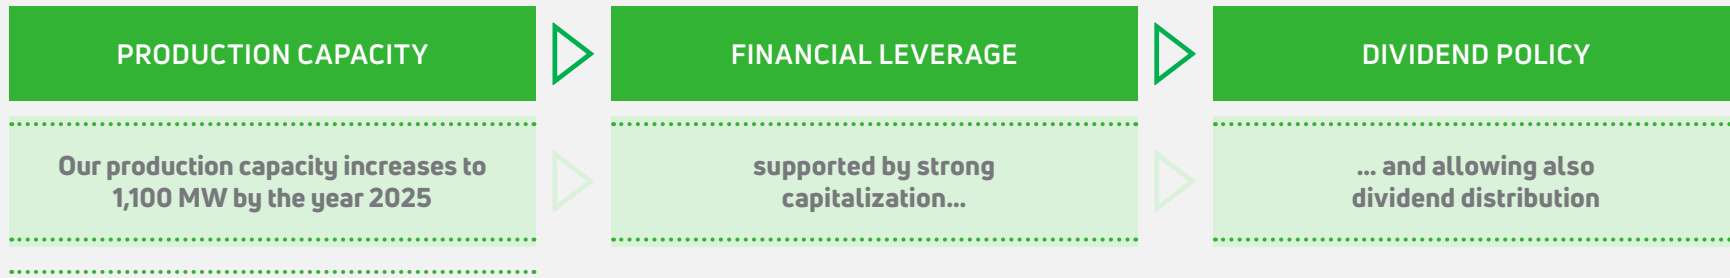 PRODUCTION CAPACITY
FINANCIAL LEVERAGE
DIVIDEND POLICY
Our production capacity increases to
1,100 MW by the year 2025
supported by strong
capitalization...
... and allowing also
dividend distribution